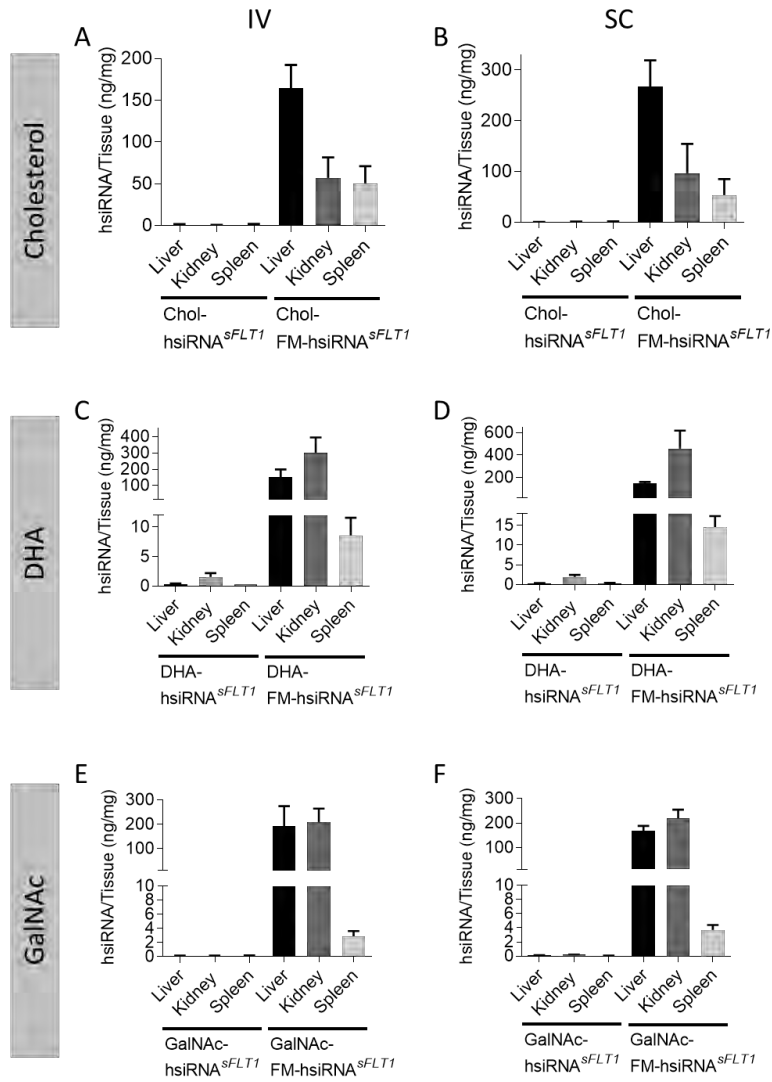 IV
SC
Cholesterol
A
hsiRNA/Tissue (ng/mg)
200
150
100
50
0
Liver
Kidney
Spleen
Liver
Kidney
Spleen
Chol-
hsiRNAsFLT1
Chol-
FM-hsiRNAsFLT1
B
hsiRNA/Tissue (ng/mg)
300
200
100
0
Liver
Kidney
Spleen
Liver
Kidney
Spleen
Chol-
hsiRNAsFLT1
Chol-
FM-hsiRNAsFLT1
DHA
C
hsiRNA/Tissue (ng/mg)
400
300
200
100
10
5
0
Liver
Kidney
Spleen
Liver
Kidney
Spleen
DHA-
hsiRNAsFLT1
DHA-
FM-hsiRNAsFLT1
D
hsiRNA/Tissue (ng/mg)
600
400
200
15
10
5
0
Liver
Kidney
Spleen
Liver
Kidney
Spleen
DHA-
hsiRNAsFLT1
DHA-
FM-hsiRNAsFLT1
GalNAc
E
hsiRNA/Tissue (ng/mg)
300
200
100
10
8
6
4
2
0
Liver
Kidney
Spleen
Liver
Kidney
Spleen
GalNAc-
hsiRNAsFLT1
GalNAc-
FM-hsiRNAsFLT1
F
hsiRNA/Tissue (ng/mg)
300
200
100
10
8
6
4
2
0
Liver
Kidney
Spleen
Liver
Kidney
Spleen
GalNAc-
hsiRNAsFLT1
GalNAc-
FM-hsiRNAsFLT1